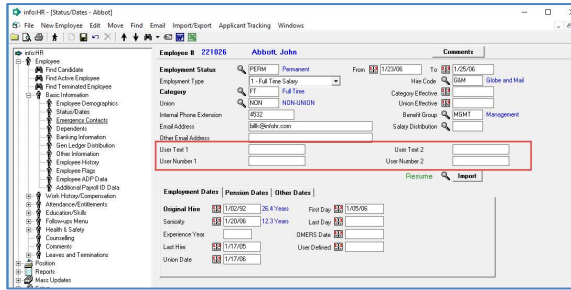 info:HR - [Status/Dates - Abbot]
File New Employee Edit Move Find Email Import/Export Applicant Tracking Windows
info:HR
Employee
Find Candidate
Find Active Employee
Find Terminated Employee
Basic Information
Employee Demographics
Status/Dates
Emergency Contacts
Dependents
Banking Information
Gen Ledger Distribution
Other Information
Employee History
Employee Flags
Employee ADP Data
Additional Payroll ID Data
Work History/Compensation
Attendance/Entitlements
Education/Skills
Follow-ups Menu
Health & Safety
Counselling
Comments
Leaves and Terminations
Position
Reports
Mass Updates
Employee # 221026 Abbott, John Comments
Employment Status PERM Permanent From 1/23/06 To 1/25/06
Employment Type 1 - Full Time Salary Hire Code G&M Globe and Mail
Category FT Full Time Category Effective
Union NON NON-UNION Union Effective
Internal Phone Extension 4532 Benefit Group MGMT Management
Email Address billk@infohr.com Salary Distribution
Other Email Address
User Text 1 User Text 2
User Number 1 User Number 2
Resume Import
Employment Dates Pension Dates Other Dates
Original Hire 1/02/92 26.4 Years First Day 1/05/06
Seniority 1/20/06 12.3 Years Last Day
Experience Year OMERS Date
Last Hire 1/17/05 User Defined
Union Date 1/17/06